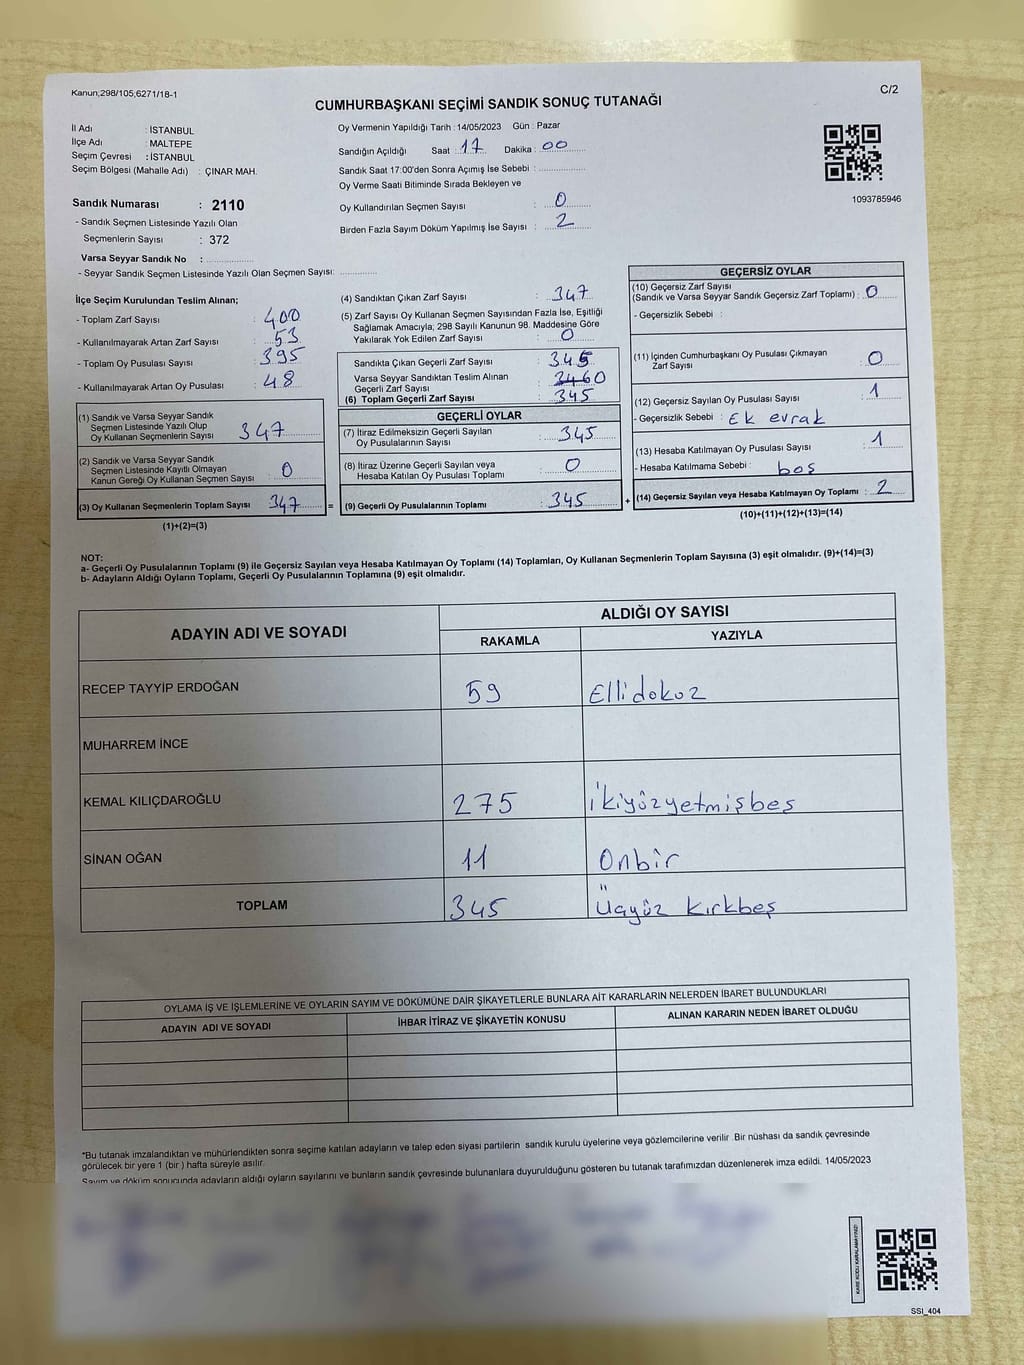 Kanun;298/105,6271/18-1
C/2
CUMHURBAŞKANI SEÇİMİ SANDIK SONUÇ TUTANAĞI
İl Adı : İSTANBUL
İlçe Adı : MALTEPE
Seçim Çevresi : İSTANBUL
Seçim Bölgesi (Mahalle Adı) : ÇINAR MAH.
Sandık Numarası : 2110
- Sandık Seçmen Listesinde Yazılı Olan
Seçmenlerin Sayısı : 372
Varsa Seyyar Sandık No :
- Seyyar Sandık Seçmen Listesinde Yazılı Olan Seçmen Sayısı:
Oy Vermenin Yapıldığı Tarih : 14/05/2023 Gün : Pazar
Sandığın Açıldığı Saat : 17 Dakika : 00
Sandık Saat 17:00'den Sonra Açımış İse Sebebi :
Oy Verme Saati Bitiminde Sırada Bekleyen ve
Oy Kullandırılan Seçmen Sayısı : 0
Birden Fazla Sayım Döküm Yapılmış İse Sayısı : 2
1093785946
İlçe Seçim Kurulundan Teslim Alınan;
- Toplam Zarf Sayısı : 400
- Kullanılmayarak Artan Zarf Sayısı : 53
- Toplam Oy Pusulası Sayısı : 395
- Kullanılmayarak Artan Oy Pusulası : 48
(1) Sandık ve Varsa Seyyar Sandık
Seçmen Listesinde Yazılı Olup
Oy Kullanan Seçmenlerin Sayısı 347
(2) Sandık ve Varsa Seyyar Sandık
Seçmen Listesinde Kayıtlı Olmayan
Kanun Gereği Oy Kullanan Seçmen Sayısı : 0
(3) Oy Kullanan Seçmenlerin Toplam Sayısı 347
(1)+(2)=(3)
(4) Sandıktan Çıkan Zarf Sayısı : 347
(5) Zarf Sayısı Oy Kullanan Seçmen Sayısından Fazla İse, Eşitliği
Sağlamak Amacıyla; 298 Sayılı Kanunun 98. Maddesine Göre
Yakılarak Yok Edilen Zarf Sayısı : 0
Sandıkta Çıkan Geçerli Zarf Sayısı : 345
Varsa Seyyar Sandıktan Teslim Alınan
Geçerli Zarf Sayısı : 0
(6) Toplam Geçerli Zarf Sayısı : 345
GEÇERLİ OYLAR
(7) İtiraz Edilmeksizin Geçerli Sayılan
Oy Pusulalarının Sayısı : 345
(8) İtiraz Üzerine Geçerli Sayılan veya
Hesaba Katılan Oy Pusulası Toplamı : 0
(9) Geçerli Oy Pusulalarının Toplamı : 345
GEÇERSİZ OYLAR
(10) Geçersiz Zarf Sayısı
(Sandık ve Varsa Seyyar Sandık Geçersiz Zarf Toplamı) : 0
- Geçersizlik Sebebi :
(11) İçinden Cumhurbaşkanı Oy Pusulası Çıkmayan
Zarf Sayısı : 0
(12) Geçersiz Sayılan Oy Pusulası Sayısı : 1
- Geçersizlik Sebebi : Ek evrak
(13) Hesaba Katılmayan Oy Pusulası Sayısı : 1
- Hesaba Katılmama Sebebi : boş
(14) Geçersiz Sayılan veya Hesaba Katılmayan Oy Toplamı : 2
(10)+(11)+(12)+(13)=(14)
NOT:
a- Geçerli Oy Pusulalarının Toplamı (9) ile Geçersiz Sayılan veya Hesaba Katılmayan Oy Toplamı (14) Toplamları, Oy Kullanan Seçmenlerin Toplam Sayısına (3) eşit olmalıdır. (9)+(14)=(3)
b- Adayların Aldığı Oyların Toplamı, Geçerli Oy Pusulalarının Toplamına (9) eşit olmalıdır.
ADAYIN ADI VE SOYADI
ALDIĞI OY SAYISI
RAKAMLA YAZIYLA
RECEP TAYYİP ERDOĞAN 59 Ellidokuz
MUHARREM İNCE
KEMAL KILIÇDAROĞLU 275 ikiyüzyetmişbeş
SİNAN OĞAN 11 Onbir
TOPLAM 345 Üçyüz kırkbeş
OYLAMA İŞ VE İŞLEMLERİNE VE OYLARIN SAYIM VE DÖKÜMÜNE DAİR ŞİKAYETLERLE BUNLARA AİT KARARLARIN NELERDEN İBARET BULUNDUKLARI
ADAYIN ADI VE SOYADI İHBAR İTİRAZ VE ŞİKAYETİN KONUSU ALINAN KARARIN NEDEN İBARET OLDUĞU
*Bu tutanak imzalandıktan ve mühürlendikten sonra seçime katılan adayların ve talep eden siyasi partilerin sandık kurulu üyelerine veya gözlemcilerine verilir. Bir nüshası da sandık çevresinde
görülecek bir yere 1 (bir) hafta süreyle asılır.
Sayım ve döküm sonucunda adayların aldığı oyların sayılarını ve bunların sandık çevresinde bulunanlara duyurulduğunu gösteren bu tutanak tarafımızdan düzenlenerek imza edildi. 14/05/2023
KARE KODU KARALAMAYINIZ!
SSİ_404